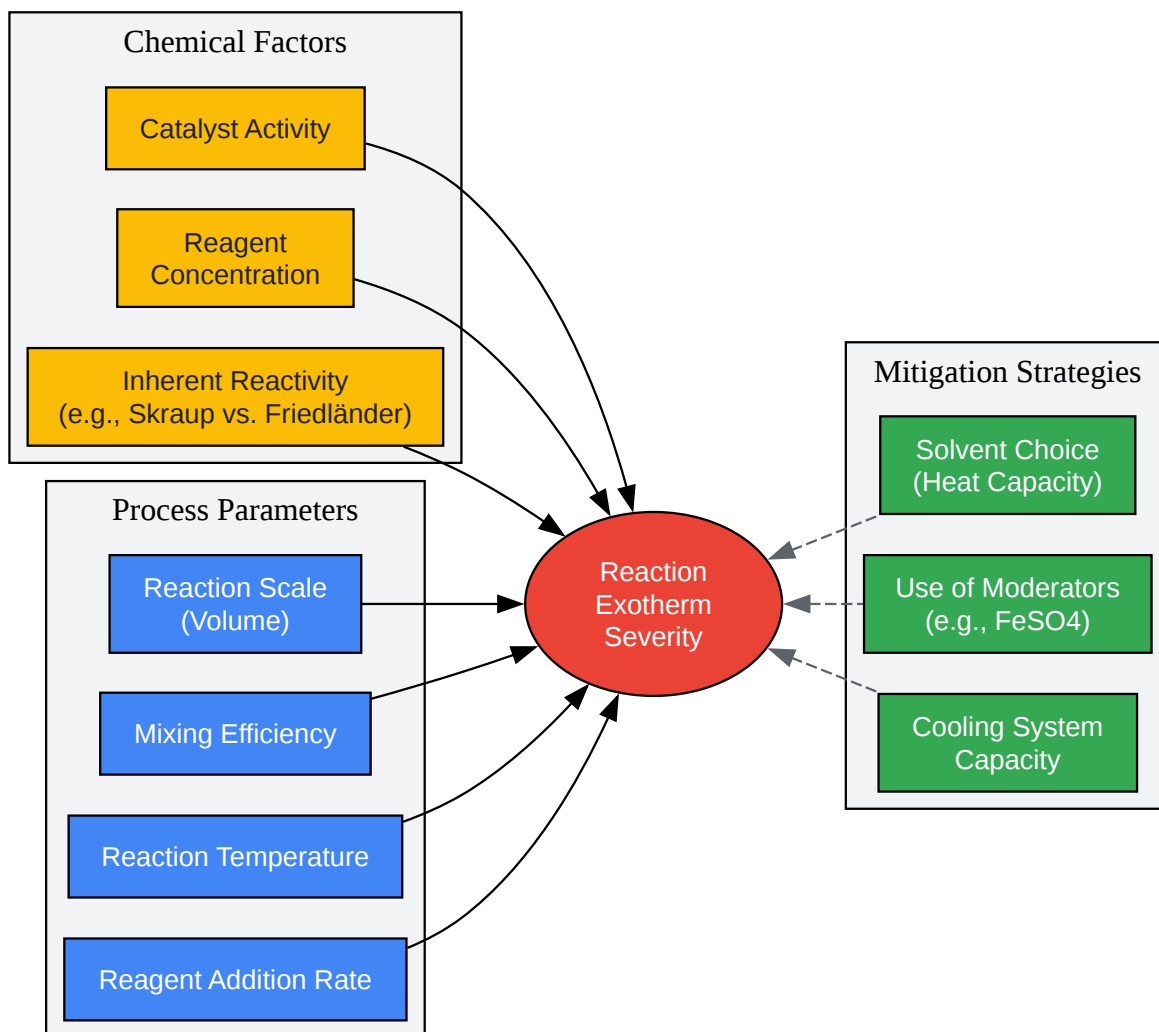 Chemical Factors
Catalyst Activity
Reagent
Concentration
Inherent Reactivity
(e.g., Skraup vs. Friedländer)
Process Parameters
Reaction Scale
(Volume)
Mixing Efficiency
Reaction Temperature
Reagent Addition Rate
Reaction
Exotherm
Severity
Mitigation Strategies
Solvent Choice
(Heat Capacity)
Use of Moderators
(e.g., FeSO4)
Cooling System
Capacity